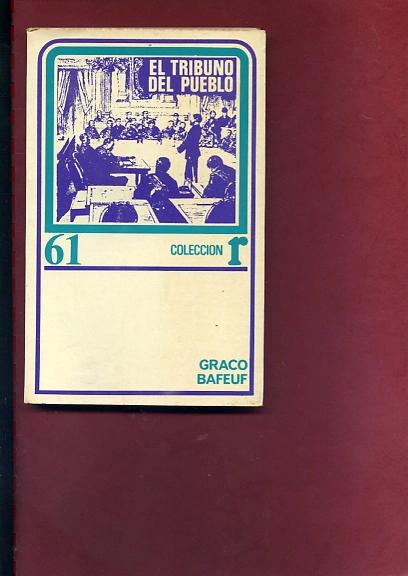 EL TRIBUNO
DEL PUEBLO
61 COLECCION r
GRACO
BAFEUF